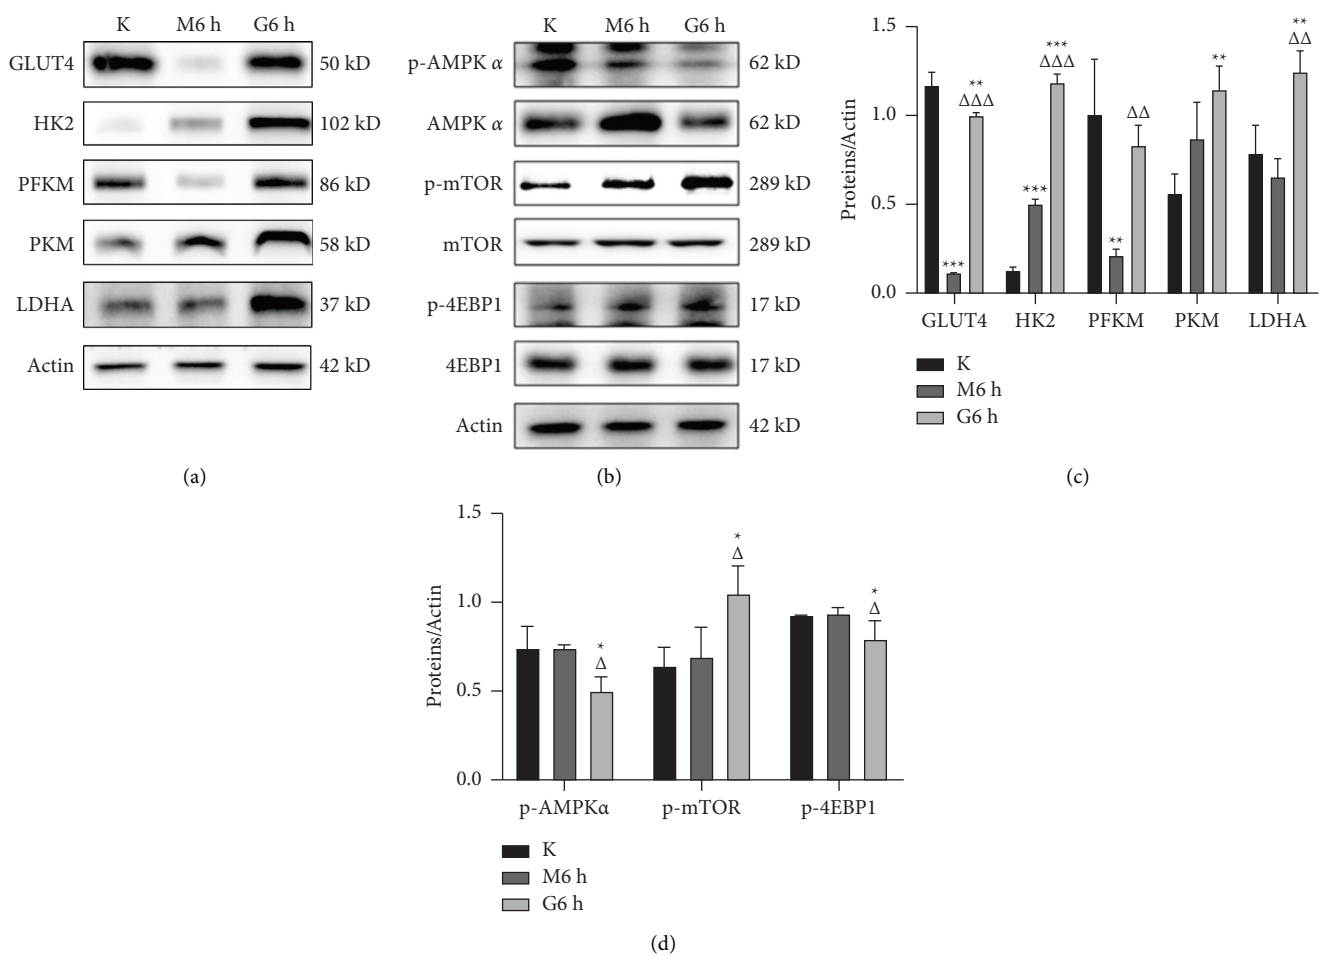 K M6 h G6 h
GLUT4 50 kD
HK2 102 kD
PFKM 86 kD
PKM 58 kD
LDHA 37 kD
Actin 42 kD
(a)
K M6 h G6 h
p-AMPK α 62 kD
AMPK α 62 kD
p-mTOR 289 kD
mTOR 289 kD
p-4EBP1 17 kD
4EBP1 17 kD
Actin 42 kD
(b)
Proteins/Actin
1.5
1.0
0.5
0.0
***
**
ΔΔΔ
***
***
ΔΔΔ
**
ΔΔ
**
**
ΔΔ
GLUT4 HK2 PFKM PKM LDHA
K
M6 h
G6 h
(c)
Proteins/Actin
1.5
1.0
0.5
0.0
*
Δ
*
Δ
*
Δ
p-AMPKα p-mTOR p-4EBP1
K
M6 h
G6 h
(d)